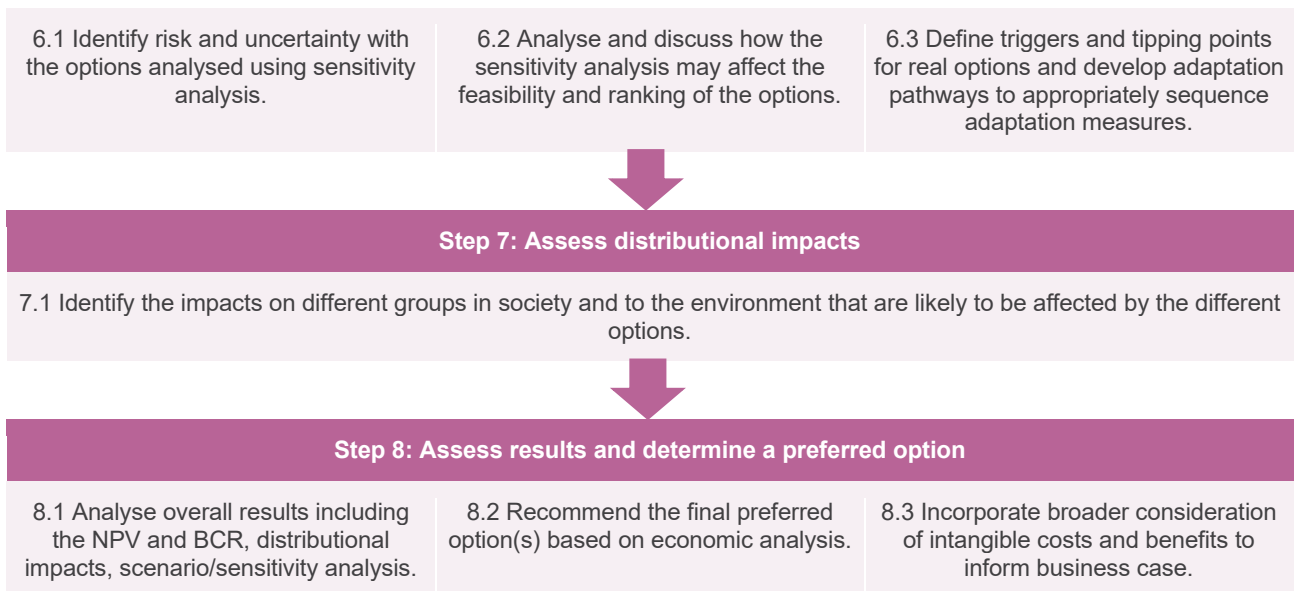 6.1 Identify risk and uncertainty with
the options analysed using sensitivity
analysis.
6.2 Analyse and discuss how the
sensitivity analysis may affect the
feasibility and ranking of the options.
6.3 Define triggers and tipping points
for real options and develop adaptation
pathways to appropriately sequence
adaptation measures.
Step 7: Assess distributional impacts
7.1 Identify the impacts on different groups in society and to the environment that are likely to be affected by the different
options.
Step 8: Assess results and determine a preferred option
8.1 Analyse overall results including
the NPV and BCR, distributional
impacts, scenario/sensitivity analysis.
8.2 Recommend the final preferred
option(s) based on economic analysis.
8.3 Incorporate broader consideration
of intangible costs and benefits to
inform business case.